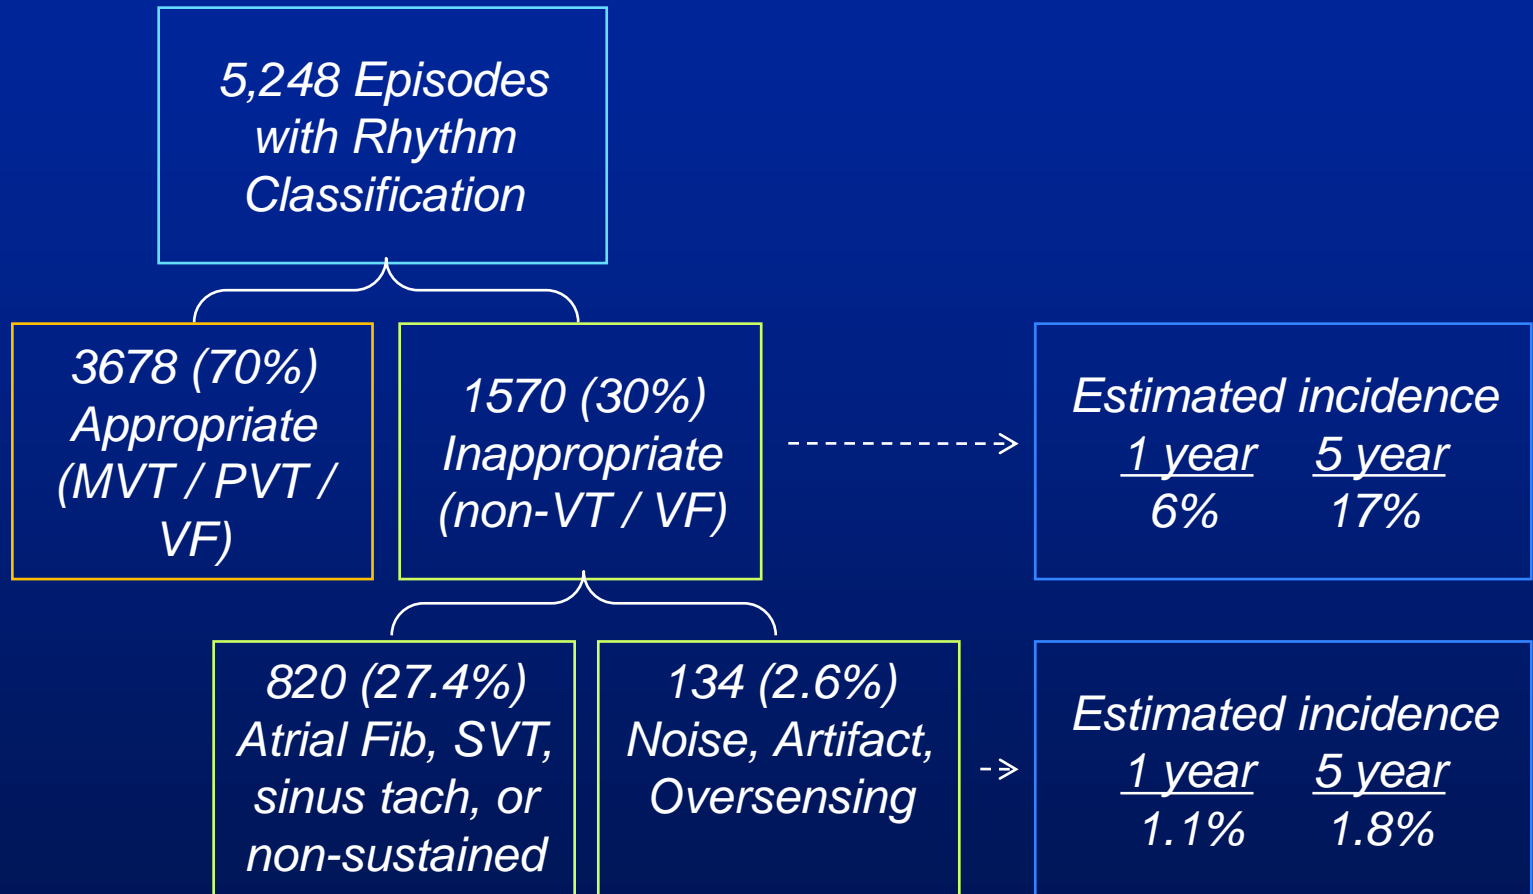 5,248 Episodes
with Rhythm
Classification
3678 (70%)
Appropriate
(MVT / PVT /
VF)
1570 (30%)
Inappropriate
(non-VT / VF)
Estimated incidence
1 year 5 year
6% 17%
820 (27.4%)
Atrial Fib, SVT,
sinus tach, or
non-sustained
134 (2.6%)
Noise, Artifact,
Oversensing
Estimated incidence
1 year 5 year
1.1% 1.8%